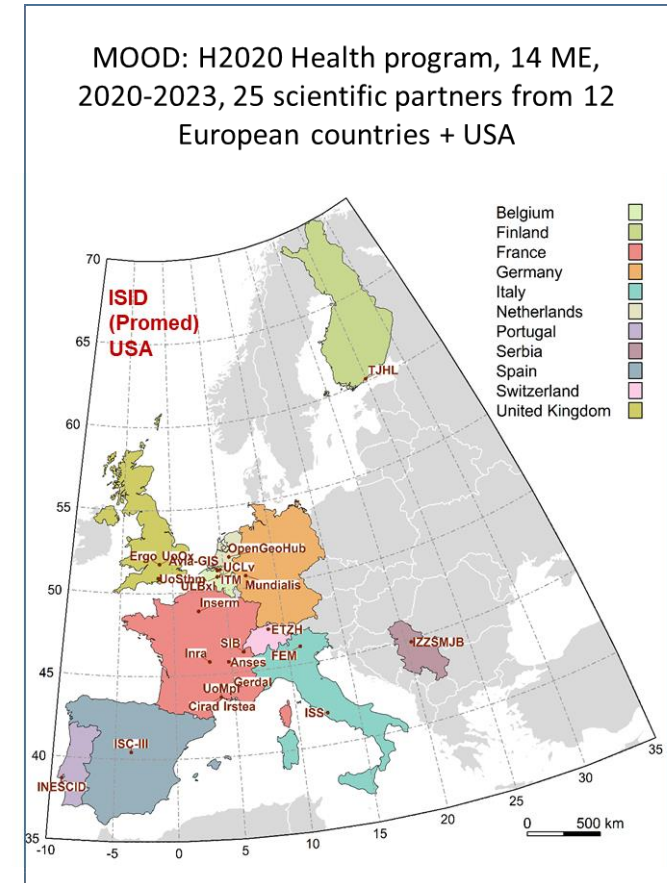 MOOD: H2020 Health program, 14 ME,
2020-2023, 25 scientific partners from 12
European countries + USA
Belgium
Finland
France
Germany
Italy
Netherlands
Portugal
Serbia
Spain
Switzerland
United Kingdom
70
ISID
(Promed)
USA
65
TJHL
60
55
OpenGeoHub
Ergo UoOx
Avia-GIS
UCLv
UoSthm
ITM
Mundialis
ULBxl
50
Inserm
ETZH
IZZSMJB
SIB
FEM
Inra
Anses
45
Gerdal
UoMpl
Cirad Irstea
ISS
ISC-III
40
INESCID
35
-10
-5
0
5
10
15
20
25
30
35
0 500 km